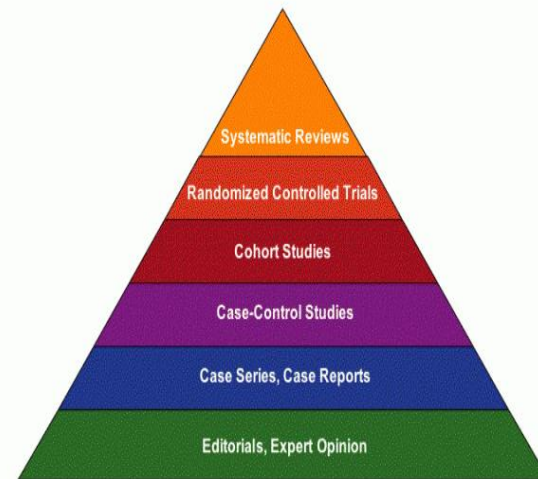 Systematic Reviews
Randomized Controlled Trials
Cohort Studies
Case-Control Studies
Case Series, Case Reports
Editorials, Expert Opinion